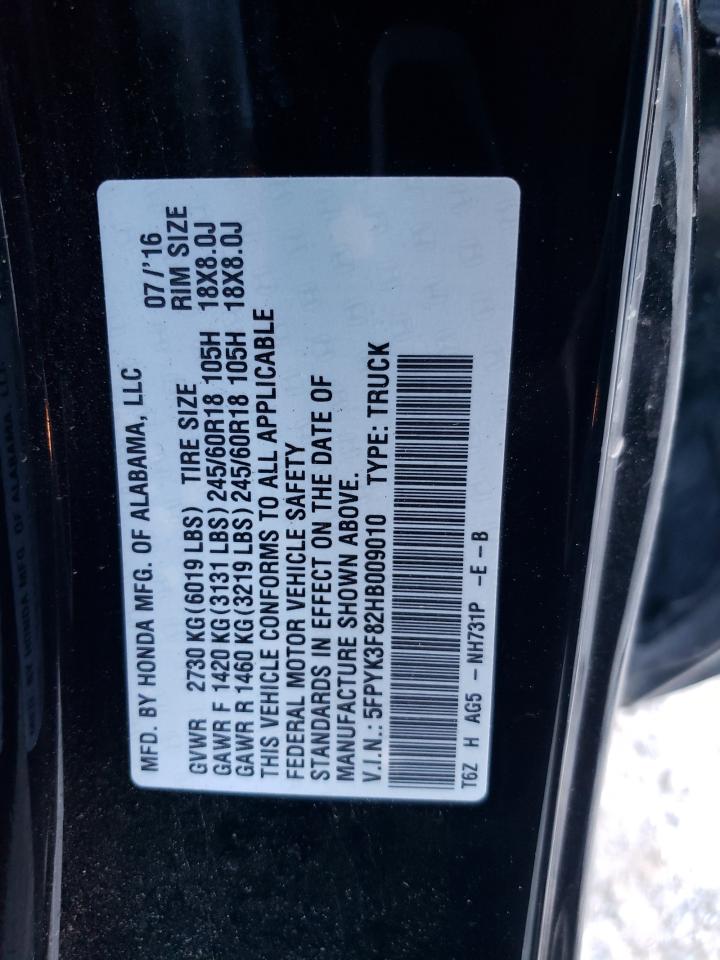 MFD. BY HONDA MFG. OF ALABAMA, LLC 07/'16
GVWR 2730 KG(6019 LBS) TIRE SIZE RIM SIZE
GAWR F 1420 KG(3131 LBS)245/60R18 105H 18X8.0J
GAWR R 1460 KG(3219 LBS)245/60R18 105H 18X8.0J
THIS VEHICLE CONFORMS TO ALL APPLICABLE
FEDERAL MOTOR VEHICLE SAFETY
STANDARDS IN EFFECT ON THE DATE OF
MANUFACTURE SHOWN ABOVE.
V.I.N.: 5FPYK3F82HB009010 TYPE: TRUCK
T6Z H AG5 - NH731P -E - B